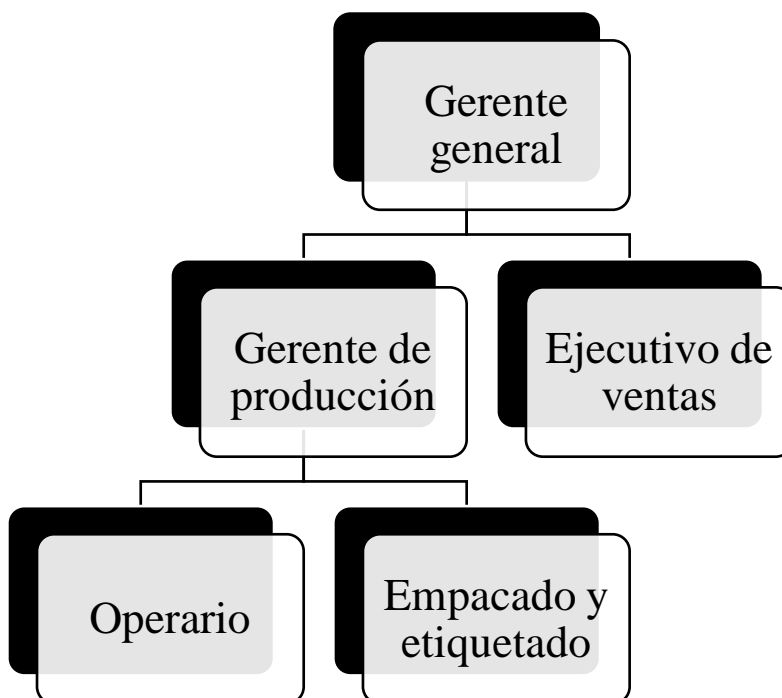 Gerente
general
Gerente de
producción
Ejecutivo de
ventas
Operario
Empacado y
etiquetado